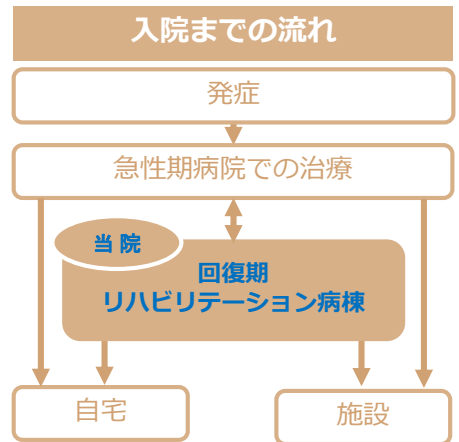 入院までの流れ
発症
急性期病院での治療
当院
回復期
リハビリテーション病棟
自宅
施設